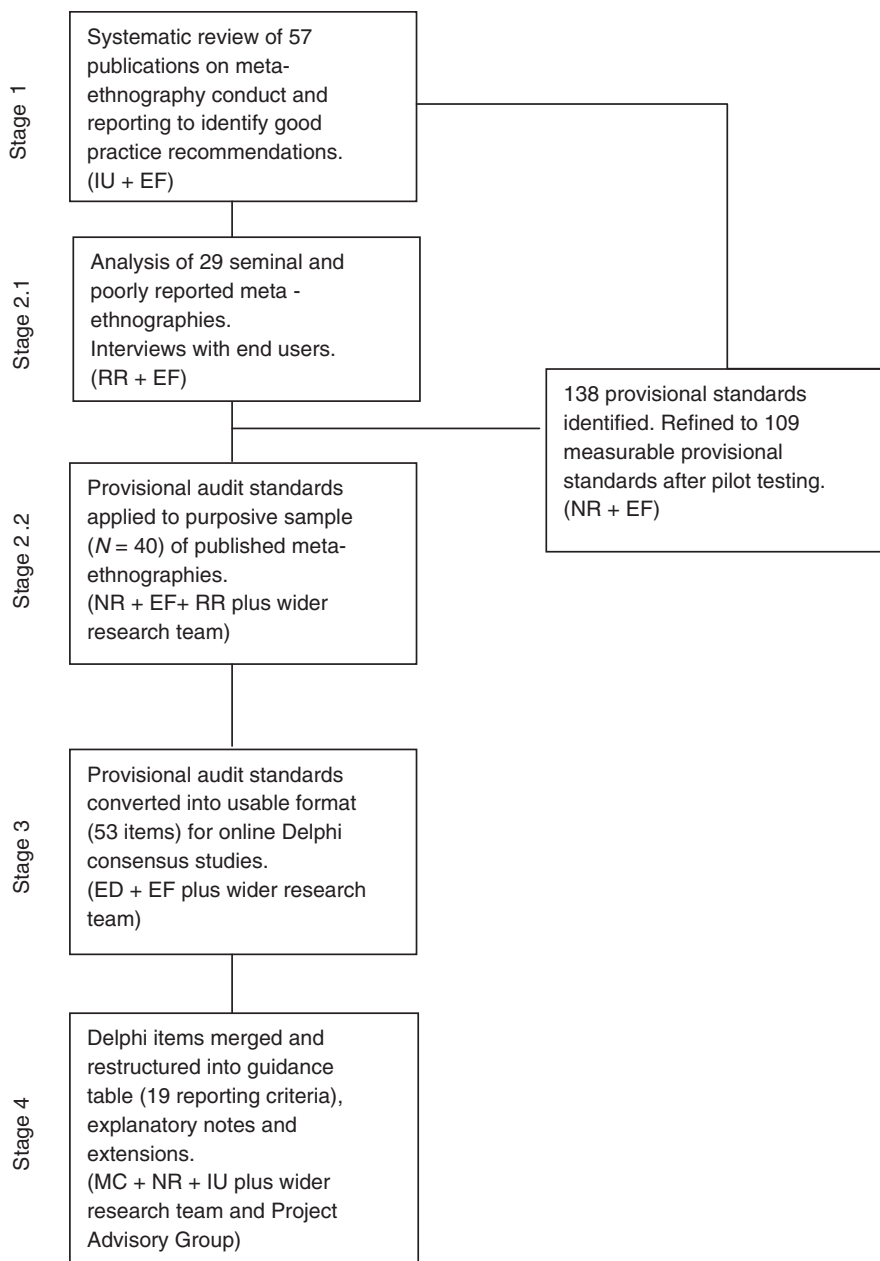 Stage 1
Systematic review of 57
publications on meta-
ethnography conduct and
reporting to identify good
practice recommendations.
(IU + EF)
Stage 2.1
Analysis of 29 seminal and
poorly reported meta -
ethnographies.
Interviews with end users.
(RR + EF)
138 provisional standards
identified. Refined to 109
measurable provisional
standards after pilot testing.
(NR + EF)
Stage 2.2
Provisional audit standards
applied to purposive sample
(N = 40) of published meta-
ethnographies.
(NR + EF+ RR plus wider
research team)
Stage 3
Provisional audit standards
converted into usable format
(53 items) for online Delphi
consensus studies.
(ED + EF plus wider research
team)
Stage 4
Delphi items merged and
restructured into guidance
table (19 reporting criteria),
explanatory notes and
extensions.
(MC + NR + IU plus wider
research team and Project
Advisory Group)